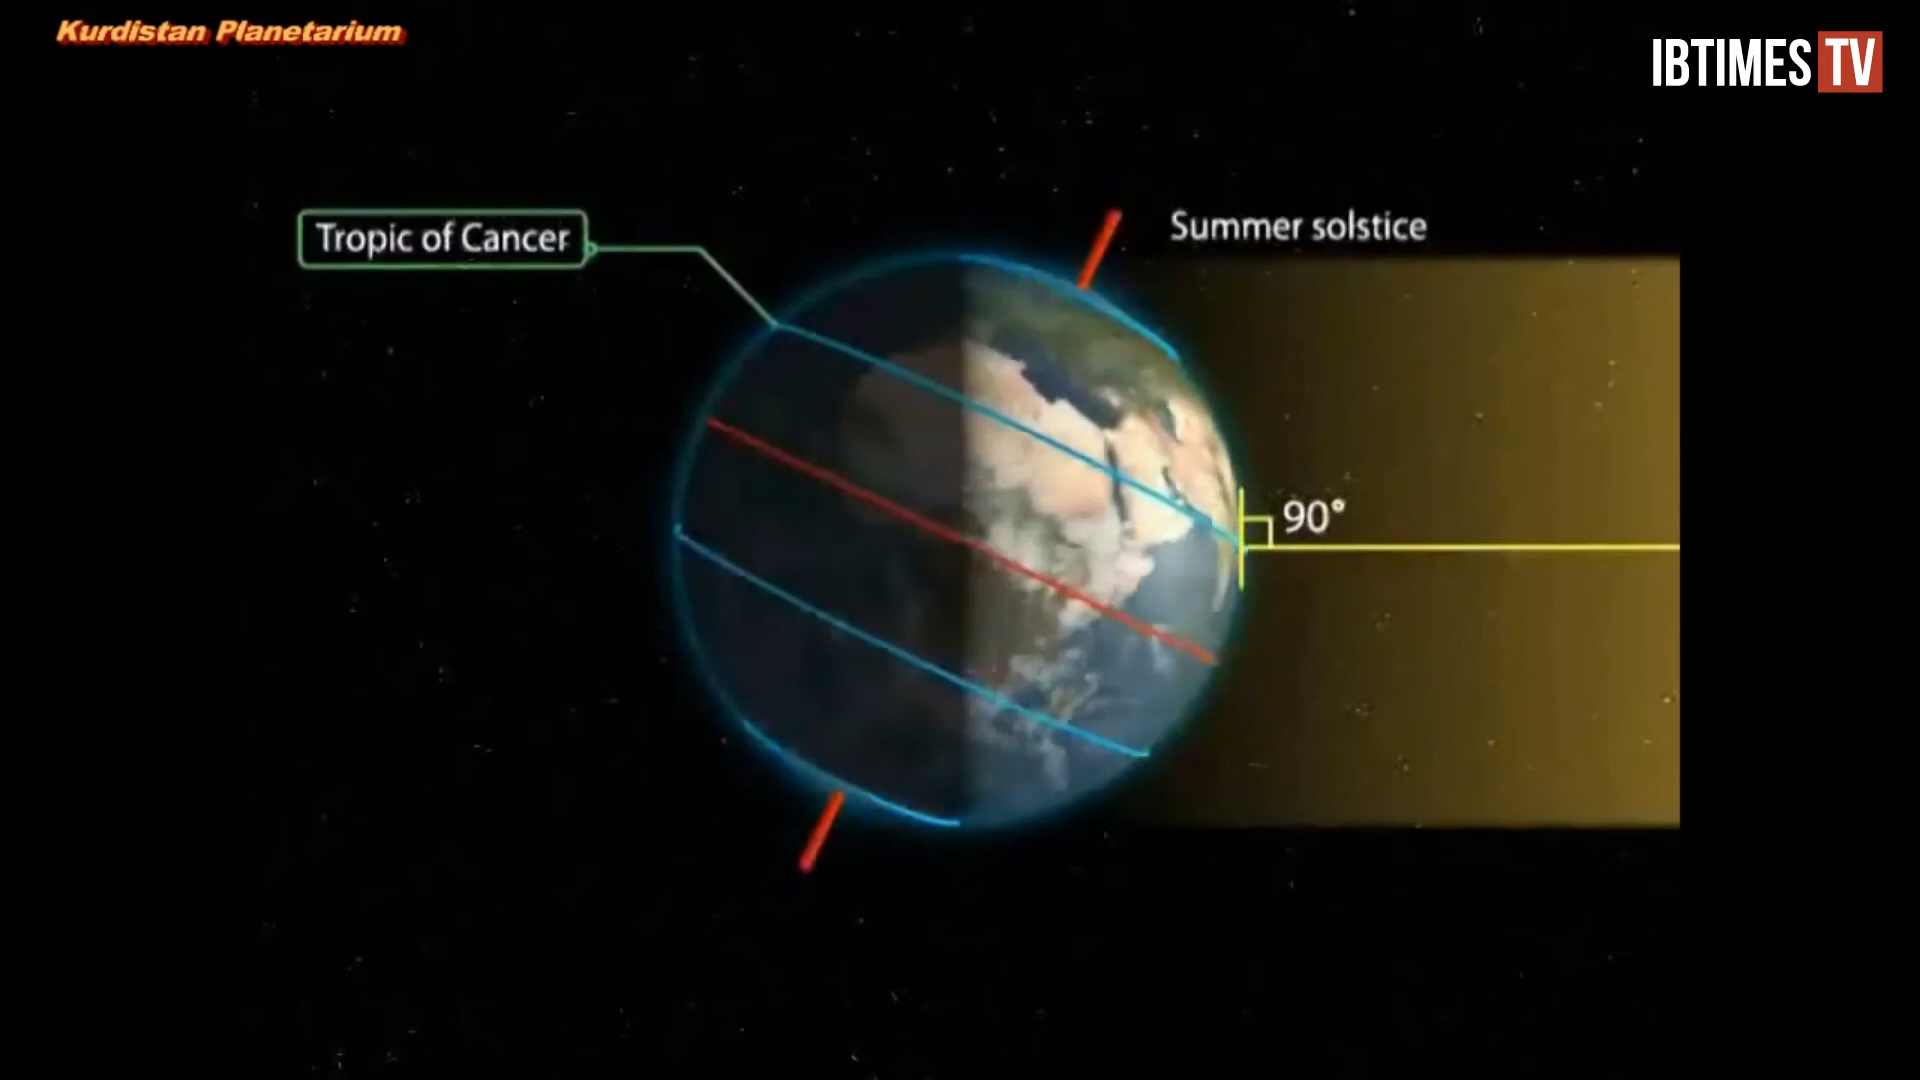 Kurdistan Planetarium
IBTIMES TV
Tropic of Cancer
Summer solstice
90°